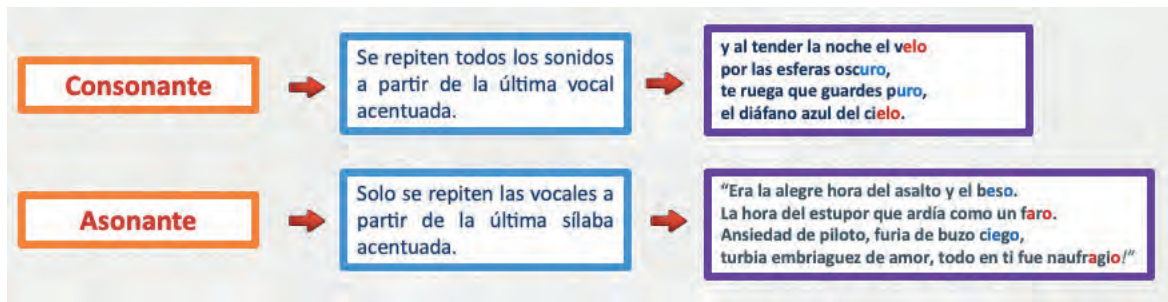 Consonante
Se repiten todos los sonidos
a partir de la última vocal
acentuada.
y al tender la noche el velo
por las esferas oscuro,
te ruega que guardes puro,
el diáfano azul del cielo.
Asonante
Solo se repiten las vocales a
partir de la última sílaba
acentuada.
“Era la alegre hora del asalto y el beso.
La hora del estupor que ardía como un faro.
Ansiedad de piloto, furia de buzo ciego,
turbia embriaguez de amor, todo en ti fue naufragio!”